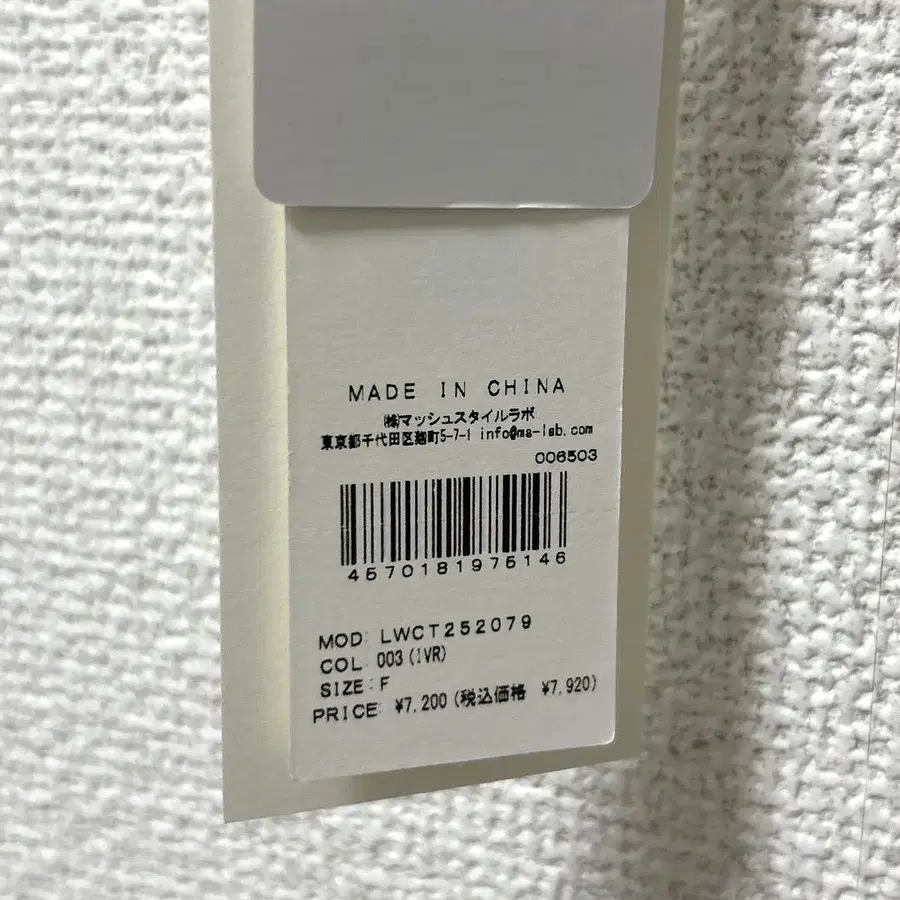 MADE IN CHINA
㈱マッシュスタイルラボ
東京都千代田区麹町5-7-1 info@ms-lab.com
006503
4570181975146
MOD: LWCT252079
COL 003(IVR)
SIZE:F
PRICE: ¥7,200(税込価格 ¥7,920)